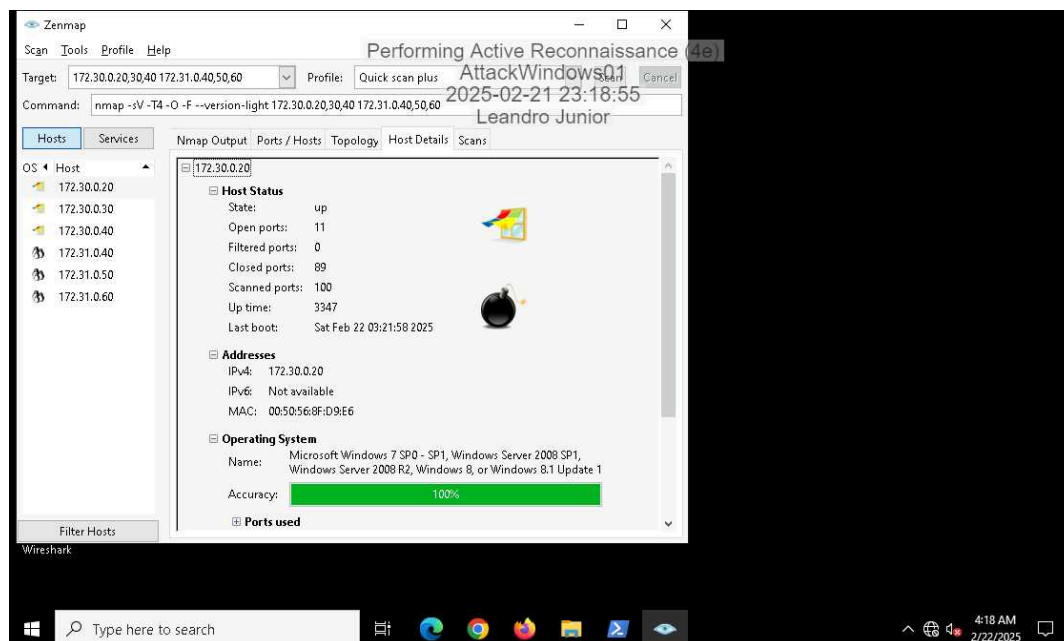 Zenmap
Scan Tools Profile Help
Performing Active Reconnaissance (4e)
AttackWindows01
2025-02-21 23:18:55
Leandro Junior
Target: 172.30.0.20,30,40 172.31.0.40,50,60 Profile: Quick scan plus Scan Cancel
Command: nmap -sV -T4 -O -F --version-light 172.30.0.20,30,40 172.31.0.40,50,60
Hosts Services
Nmap Output Ports / Hosts Topology Host Details Scans
OS Host
172.30.0.20
172.30.0.30
172.30.0.40
172.31.0.40
172.31.0.50
172.31.0.60
Filter Hosts
172.30.0.20
Host Status
State: up
Open ports: 11
Filtered ports: 0
Closed ports: 89
Scanned ports: 100
Up time: 3347
Last boot: Sat Feb 22 03:21:58 2025
Addresses
IPv4: 172.30.0.20
IPv6: Not available
MAC: 00:50:56:8F:D9:E6
Operating System
Name: Microsoft Windows 7 SP0 - SP1, Windows Server 2008 SP1,
Windows Server 2008 R2, Windows 8, or Windows 8.1 Update 1
Accuracy: 100%
Ports used
Wireshark
Type here to search
4:18 AM
2/22/2025